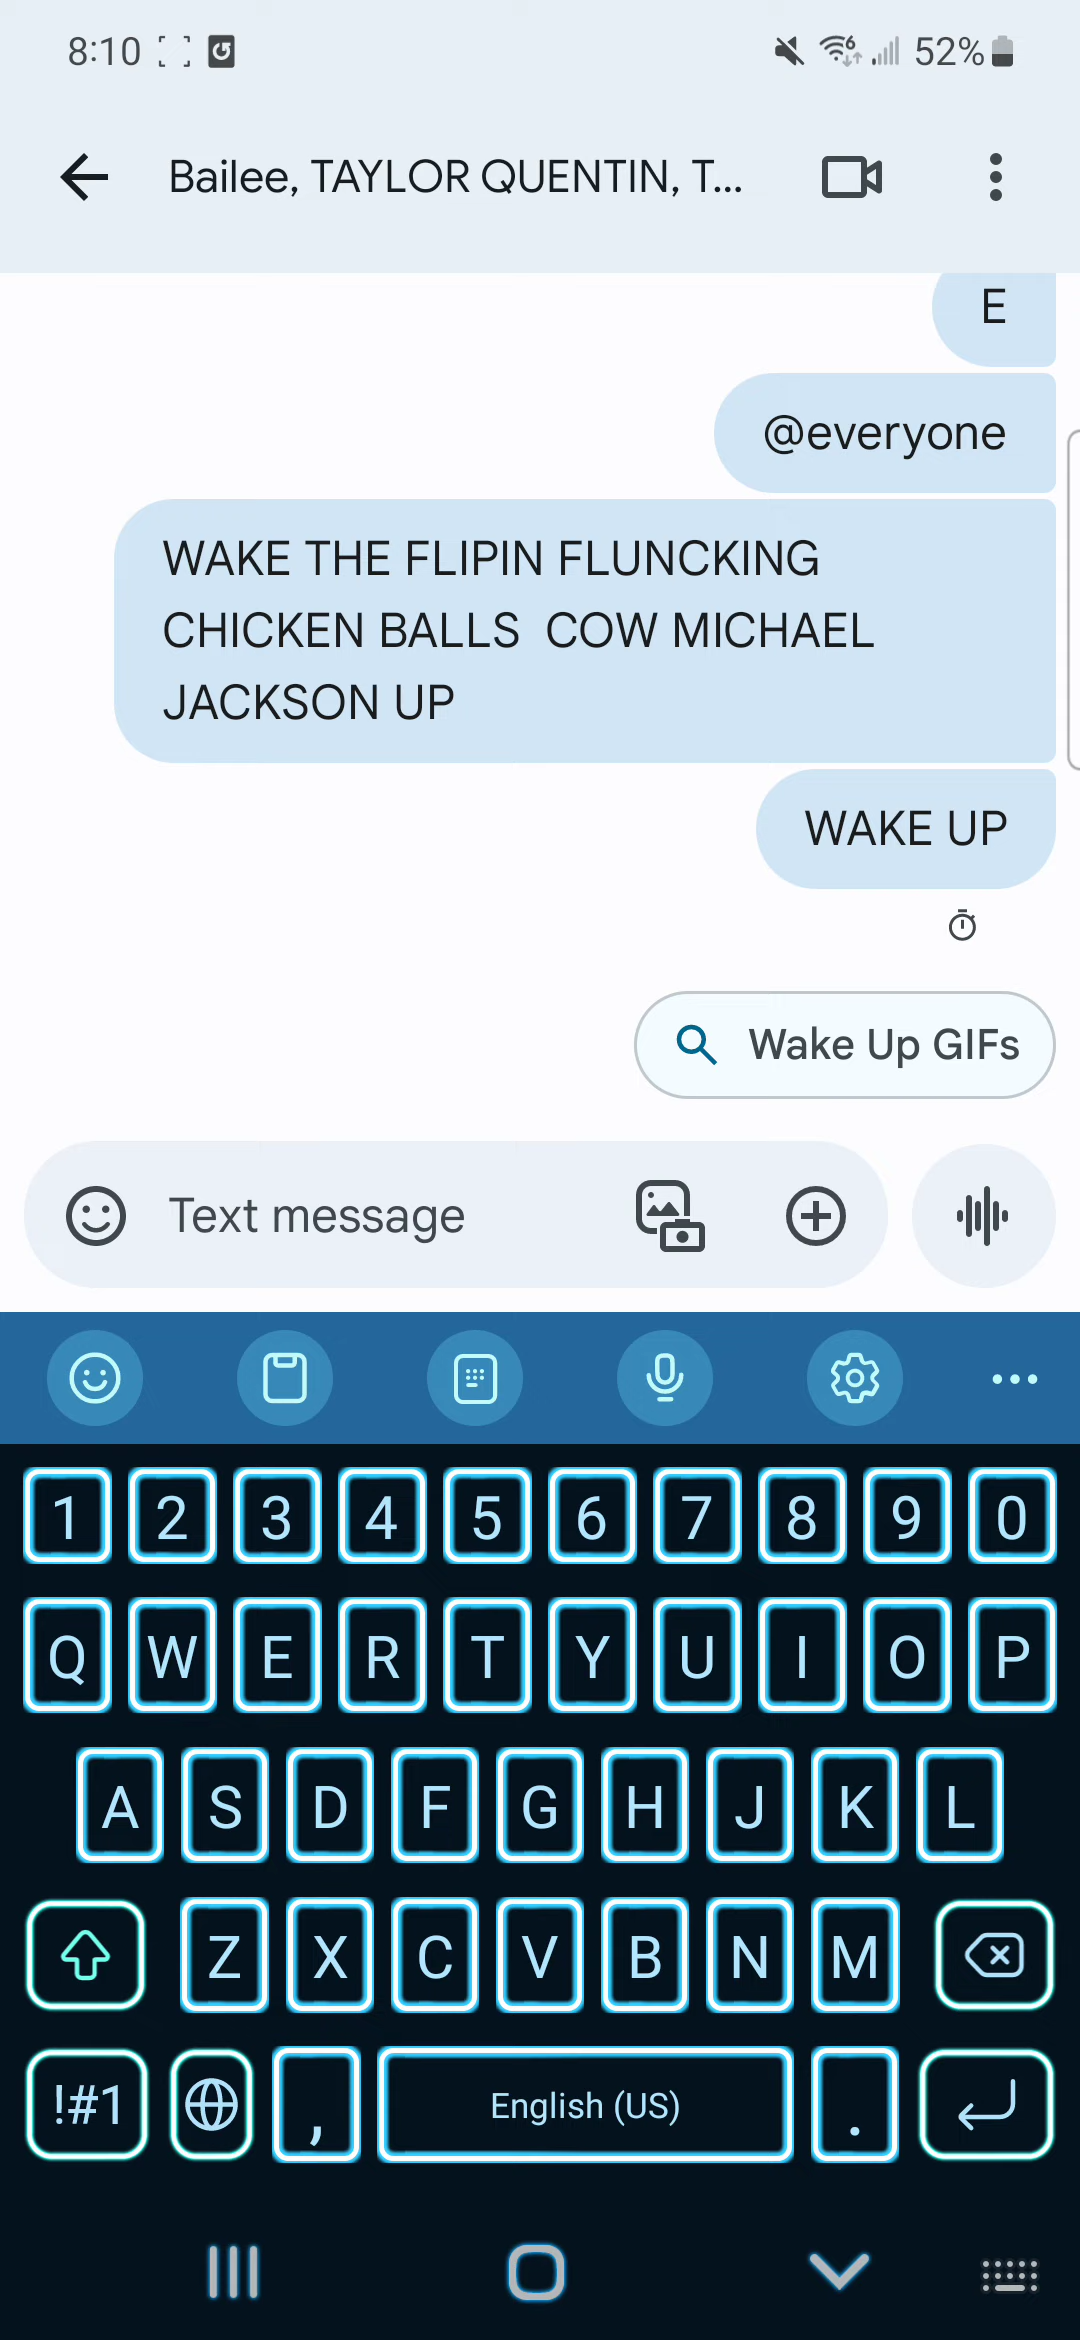 8:10 52%
Bailee, TAYLOR QUENTIN, T...
E
@everyone
WAKE THE FLIPIN FLUNCKING
CHICKEN BALLS  COW MICHAEL
JACKSON UP
WAKE UP
Wake Up GIFs
Text message
1 2 3 4 5 6 7 8 9 0
Q W E R T Y U I O P
A S D F G H J K L
Z X C V B N M
!#1 , English (US) .